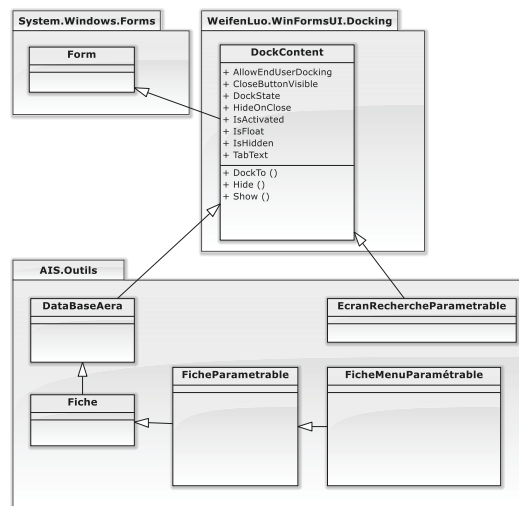 System.Windows.Forms
Form
WeifenLuo.WinFormsUI.Docking
DockContent
+ AllowEndUserDocking
+ CloseButtonVisible
+ DockState
+ HideOnClose
+ IsActivated
+ IsFloat
+ IsHidden
+ TabText
+ DockTo ()
+ Hide ()
+ Show ()
AIS.Outils
DataBaseAera
EcranRechercheParametrable
Fiche
FicheParametrable
FicheMenuParamétrable